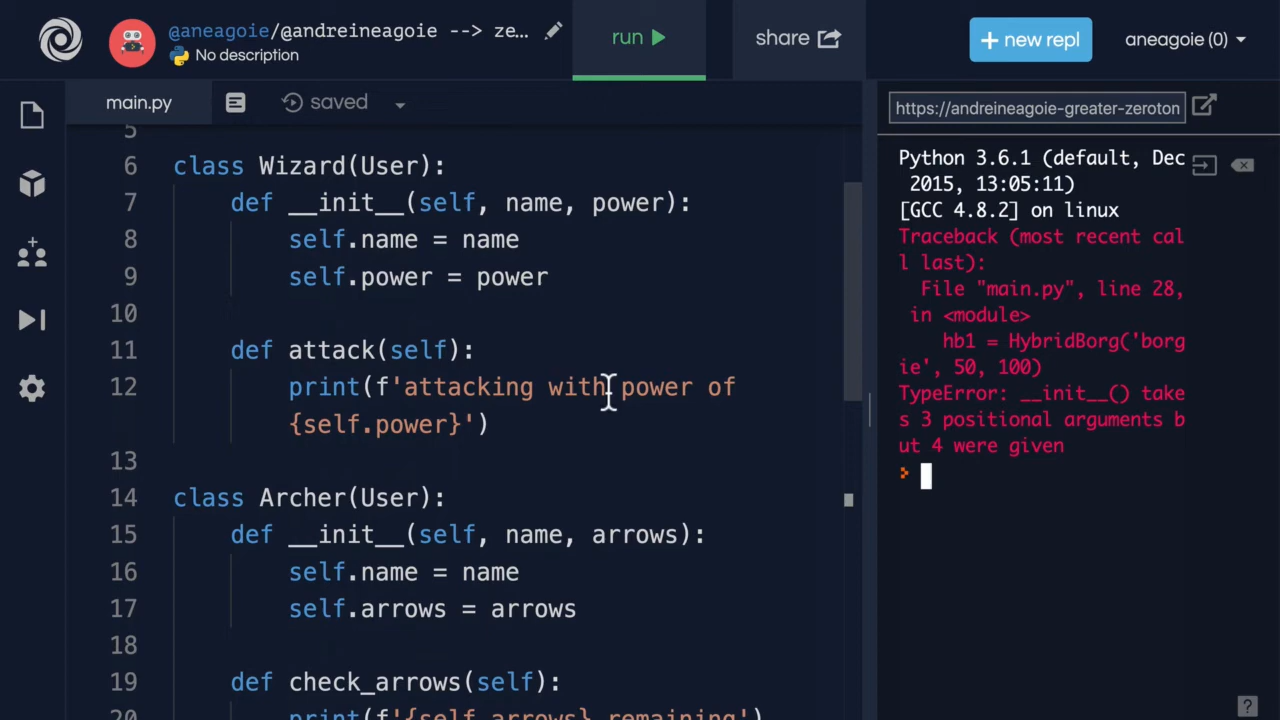 @aneagoie/@andreineagoie --> ze...
No description
run
share
+ new repl
aneagoie (0)
main.py
saved
https://andreineagoie-greater-zeroton
5
6 class Wizard(User):
7 def __init__(self, name, power):
8 self.name = name
9 self.power = power
10
11 def attack(self):
12 print(f'attacking with power of
{self.power}')
13
14 class Archer(User):
15 def __init__(self, name, arrows):
16 self.name = name
17 self.arrows = arrows
18
19 def check_arrows(self):
20 print(f'{self.arrows} remaining')
Python 3.6.1 (default, Dec
2015, 13:05:11)
[GCC 4.8.2] on linux
Traceback (most recent cal
l last):
File "main.py", line 28,
in <module>
hb1 = HybridBorg('borg
ie', 50, 100)
TypeError: __init__() take
s 3 positional arguments b
ut 4 were given
?